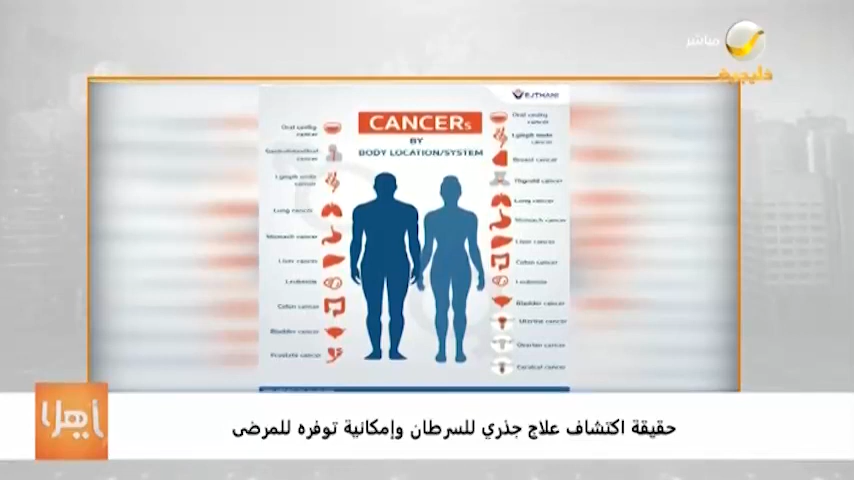 مباشر
خليجية
VEJTHANI
CANCERs
BY
BODY LOCATION/SYSTEM
Oral cavity
cancer
Gastrointestinal
cancer
Lymph node
cancer
Lung cancer
Stomach cancer
Liver cancer
Leukemia
Colon cancer
Bladder cancer
Prostate cancer
Oral cavity
cancer
Lymph node
cancer
Breast cancer
Thyroid cancer
Lung cancer
Stomach cancer
Liver cancer
Colon cancer
Leukemia
Bladder cancer
Uterine cancer
Ovarian cancer
Cervical cancer
حقيقة اكتشاف علاج جذري للسرطان وإمكانية توفره للمرضى
يا هلا